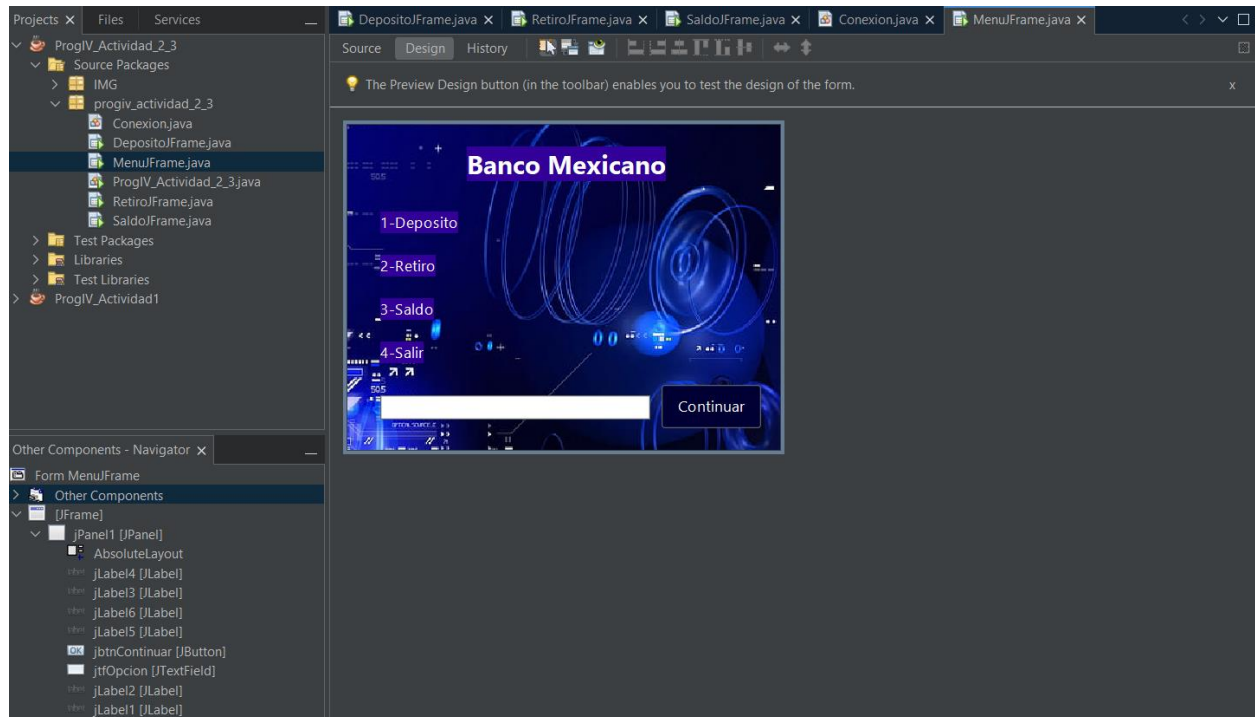 Projects
Files
Services
DepositoJFrame.java
RetiroJFrame.java
SaldoJFrame.java
Conexion.java
MenuJFrame.java
ProgIV_Actividad_2_3
Source Packages
IMG
progiv_actividad_2_3
Conexion.java
DepositoJFrame.java
MenuJFrame.java
ProgIV_Actividad_2_3.java
RetiroJFrame.java
SaldoJFrame.java
Test Packages
Libraries
Test Libraries
ProgIV_Actividad1
Source Design History
The Preview Design button (in the toolbar) enables you to test the design of the form.
x
Banco Mexicano
505
1-Deposito
2-Retiro
3-Saldo
4-Salir
505
Continuar
Other Components - Navigator
Form MenuJFrame
Other Components
[JFrame]
jPanel1 [JPanel]
AbsoluteLayout
jLabel4 [JLabel]
jLabel3 [JLabel]
jLabel6 [JLabel]
jLabel5 [JLabel]
OK jbtnContinuar [JButton]
jtfOpcion [JTextField]
jLabel2 [JLabel]
jLabel1 [JLabel]